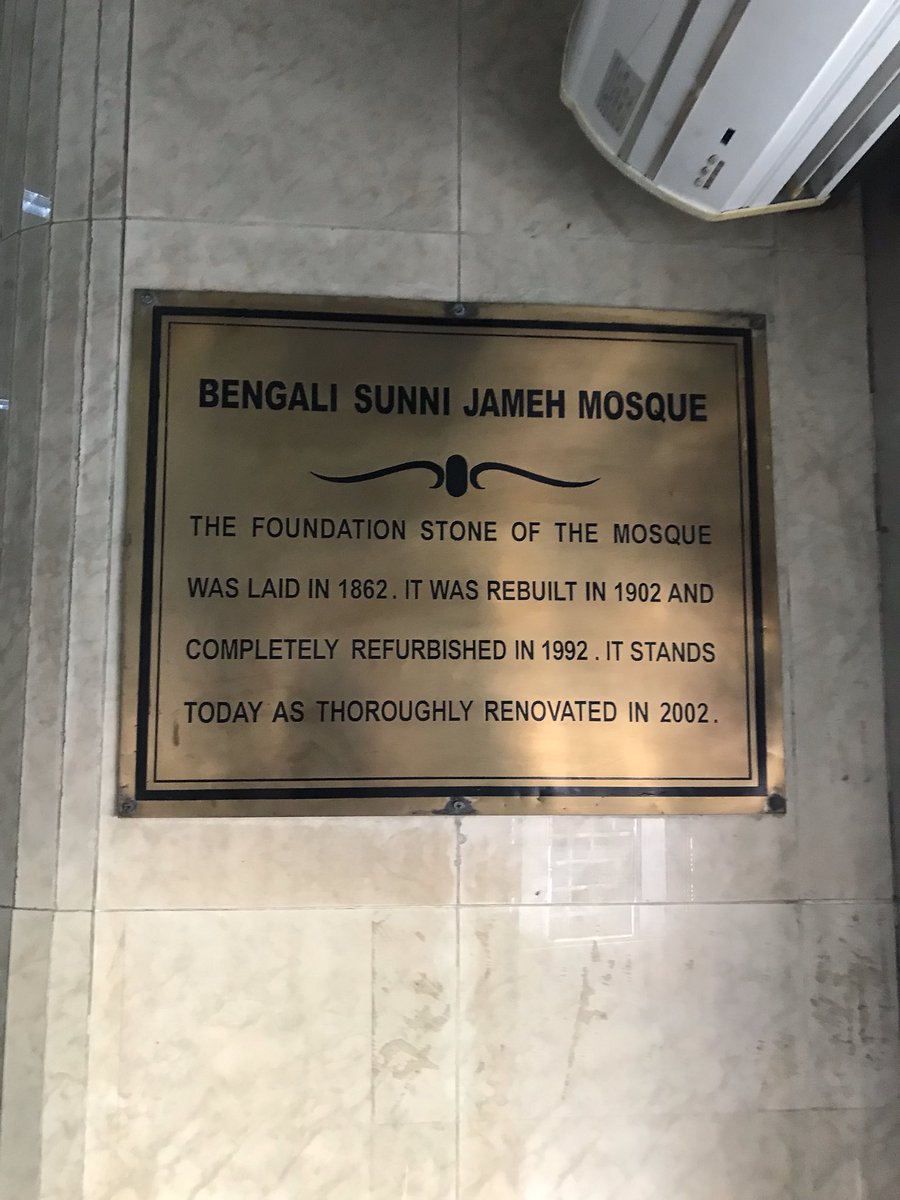 BENGALI SUNNI JAMEH MOSQUE
THE FOUNDATION STONE OF THE MOSQUE
WAS LAID IN 1862. IT WAS REBUILT IN 1902 AND
COMPLETELY REFURBISHED IN 1992. IT STANDS
TODAY AS THOROUGHLY RENOVATED IN 2002.